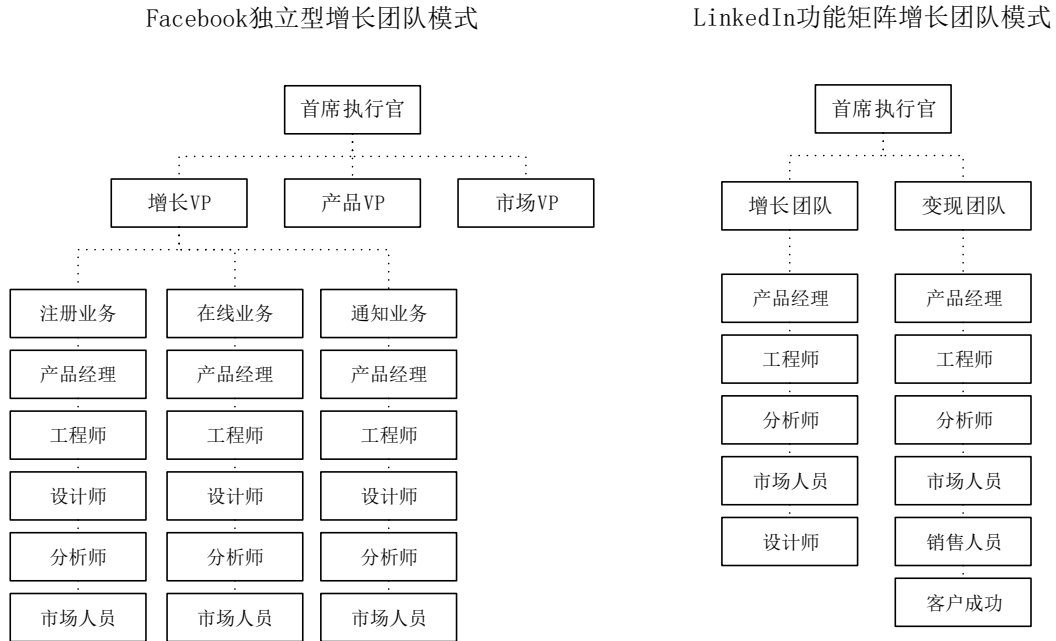 Facebook独立型增长团队模式
首席执行官
增长VP
产品VP
市场VP
注册业务
在线业务
通知业务
产品经理
产品经理
产品经理
工程师
工程师
工程师
设计师
设计师
设计师
分析师
分析师
分析师
市场人员
市场人员
市场人员
LinkedIn功能矩阵增长团队模式
首席执行官
增长团队
变现团队
产品经理
产品经理
工程师
工程师
分析师
分析师
市场人员
市场人员
设计师
销售人员
客户成功